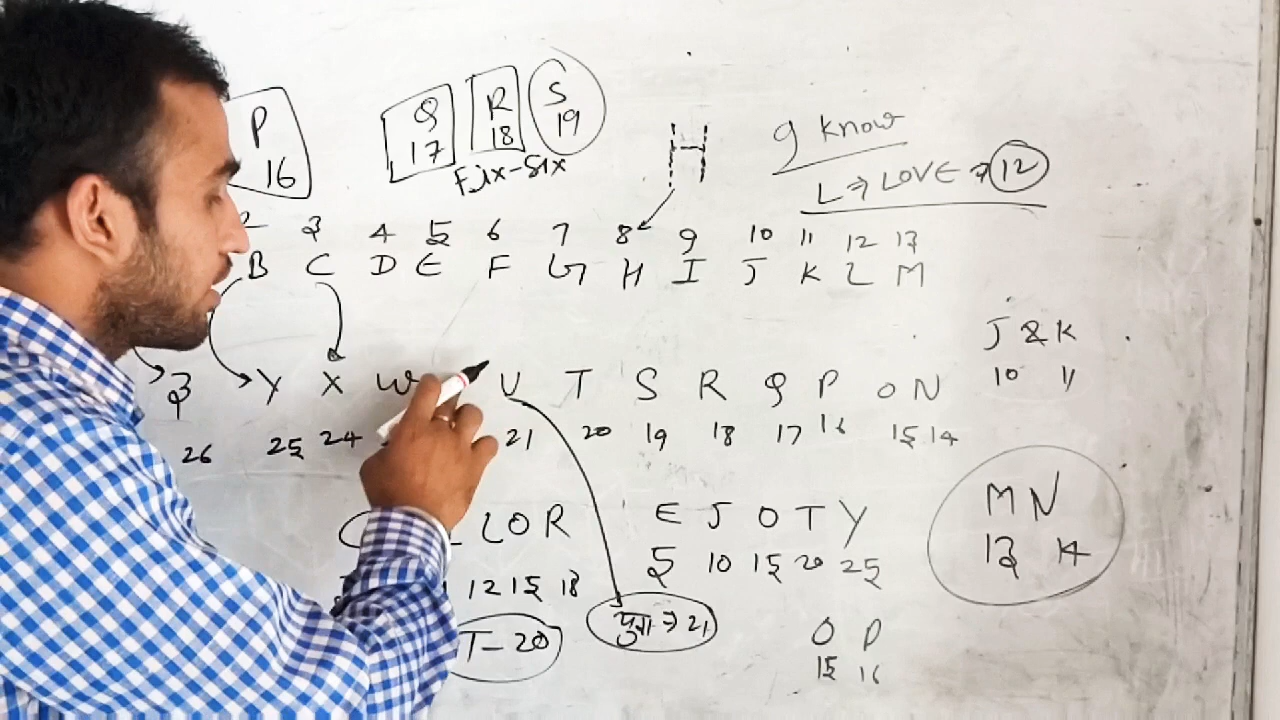 P Q R S
16 17 18 19
Fix-Six
H
I know
L ⇒ LOVE ⇒ 12
2 3 4 5 6 7 8 9 10 11 12 13
B C D E F G H I J K L M
J & K
10 11
Z Y X W U T S R Q P O N
26 25 24 21 20 19 18 17 16 15 14
LOR
12 15 18
T - 20
E J O T Y
5 10 15 20 25
युवा ⇒ 21
M N
13 14
O P
15 16